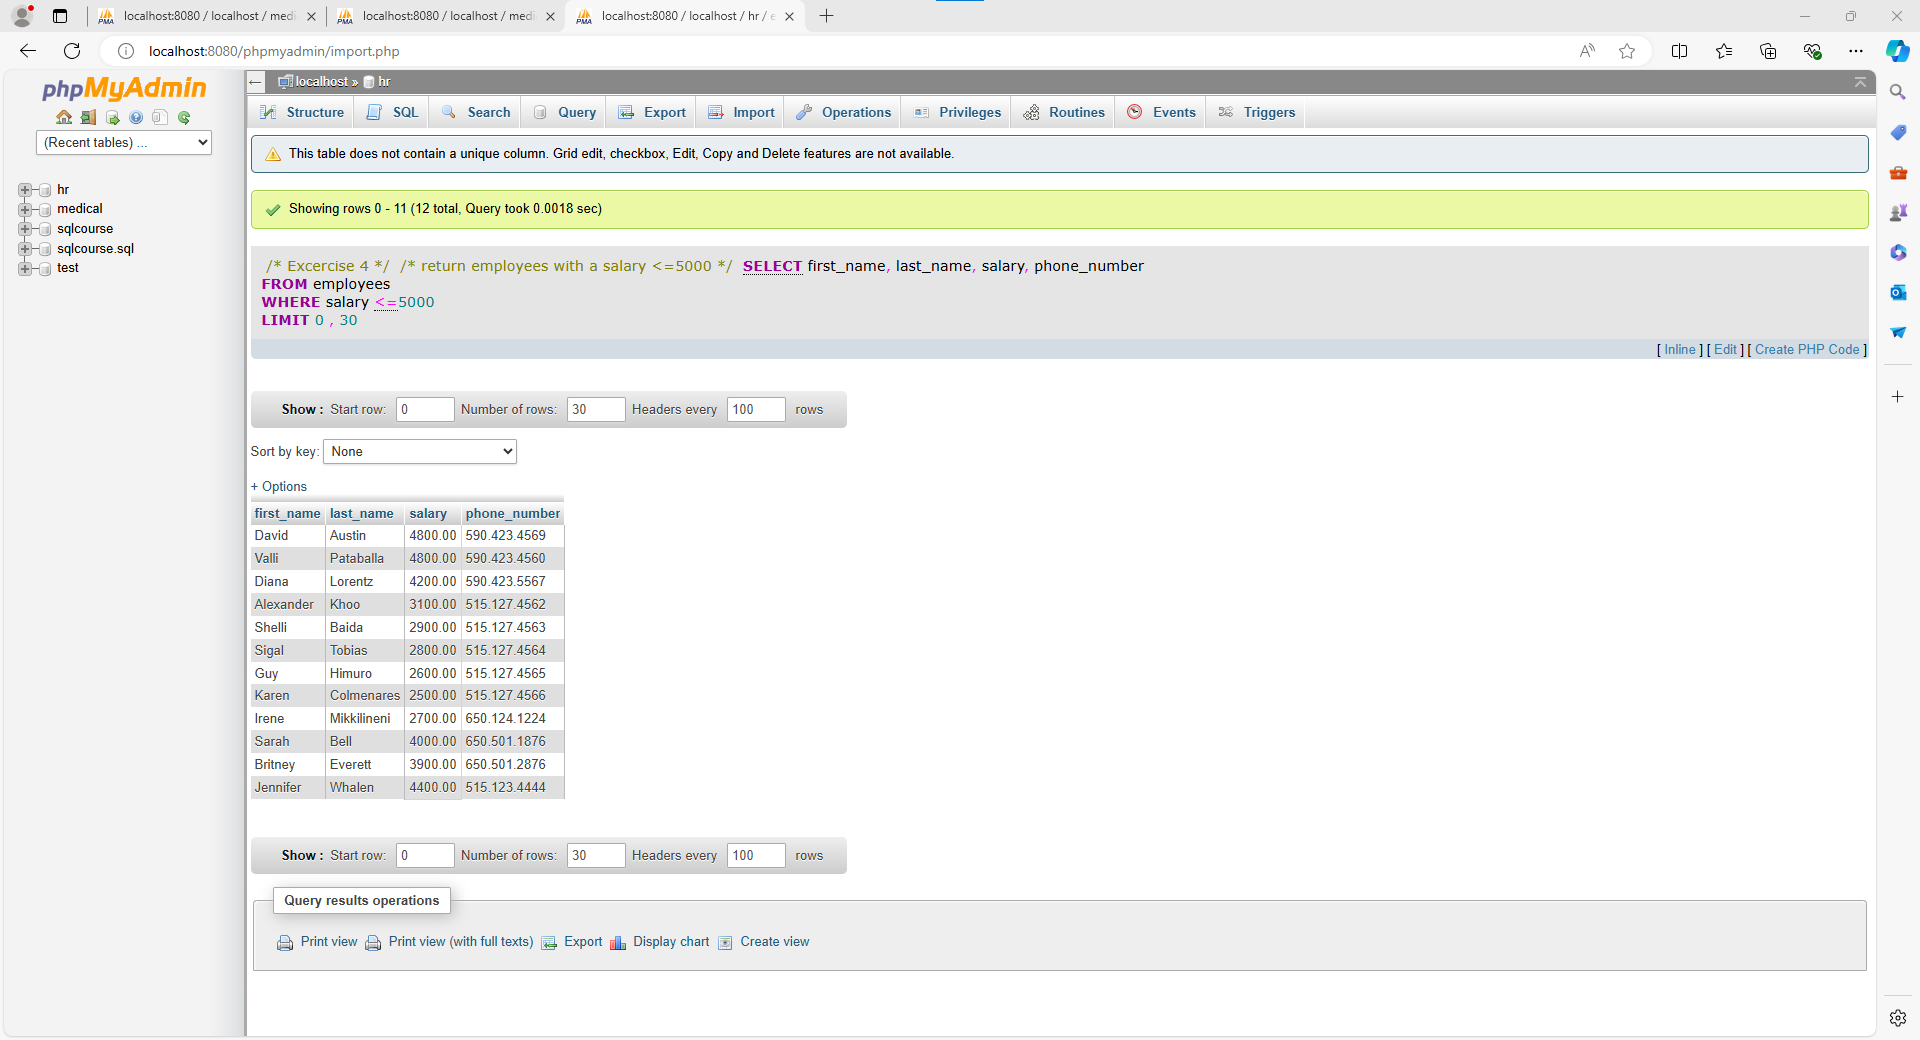 localhost:8080 / localhost / medi
localhost:8080 / localhost / medi
localhost:8080 / localhost / hr / e
localhost:8080/phpmyadmin/import.php
phpMyAdmin
(Recent tables) ...
hr
medical
sqlcourse
sqlcourse.sql
test
localhost » hr
Structure SQL Search Query Export Import Operations Privileges Routines Events Triggers
This table does not contain a unique column. Grid edit, checkbox, Edit, Copy and Delete features are not available.
Showing rows 0 - 11 (12 total, Query took 0.0018 sec)
/* Excercise 4 */ /* return employees with a salary <=5000 */ SELECT first_name, last_name, salary, phone_number
FROM employees
WHERE salary <=5000
LIMIT 0 , 30
[ Inline ] [ Edit ] [ Create PHP Code ]
Show : Start row: 0 Number of rows: 30 Headers every 100 rows
Sort by key: None
+ Options
first_name last_name salary phone_number
David Austin 4800.00 590.423.4569
Valli Pataballa 4800.00 590.423.4560
Diana Lorentz 4200.00 590.423.5567
Alexander Khoo 3100.00 515.127.4562
Shelli Baida 2900.00 515.127.4563
Sigal Tobias 2800.00 515.127.4564
Guy Himuro 2600.00 515.127.4565
Karen Colmenares 2500.00 515.127.4566
Irene Mikkilineni 2700.00 650.124.1224
Sarah Bell 4000.00 650.501.1876
Britney Everett 3900.00 650.501.2876
Jennifer Whalen 4400.00 515.123.4444
Show : Start row: 0 Number of rows: 30 Headers every 100 rows
Query results operations
Print view Print view (with full texts) Export Display chart Create view